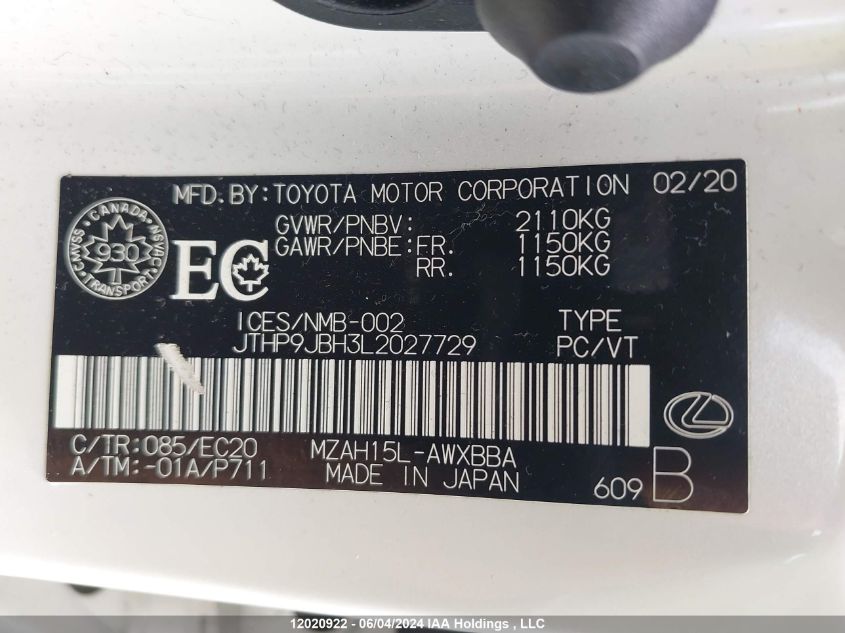 MFD.BY:TOYOTA MOTOR CORPORATION 02/20
CANADA
CMVSS 930 NSVAC
TRANSPORT
EC
GVWR/PNBV: 2110KG
GAWR/PNBE:FR. 1150KG
RR. 1150KG
ICES/NMB-002 TYPE
JTHP9JBH3L2027729 PC/VT
C/TR:085/EC20 MZAH15L-AWXBBA
A/TM:-01A/P711 MADE IN JAPAN
609 B
12020922 - 06/04/2024 IAA Holdings , LLC